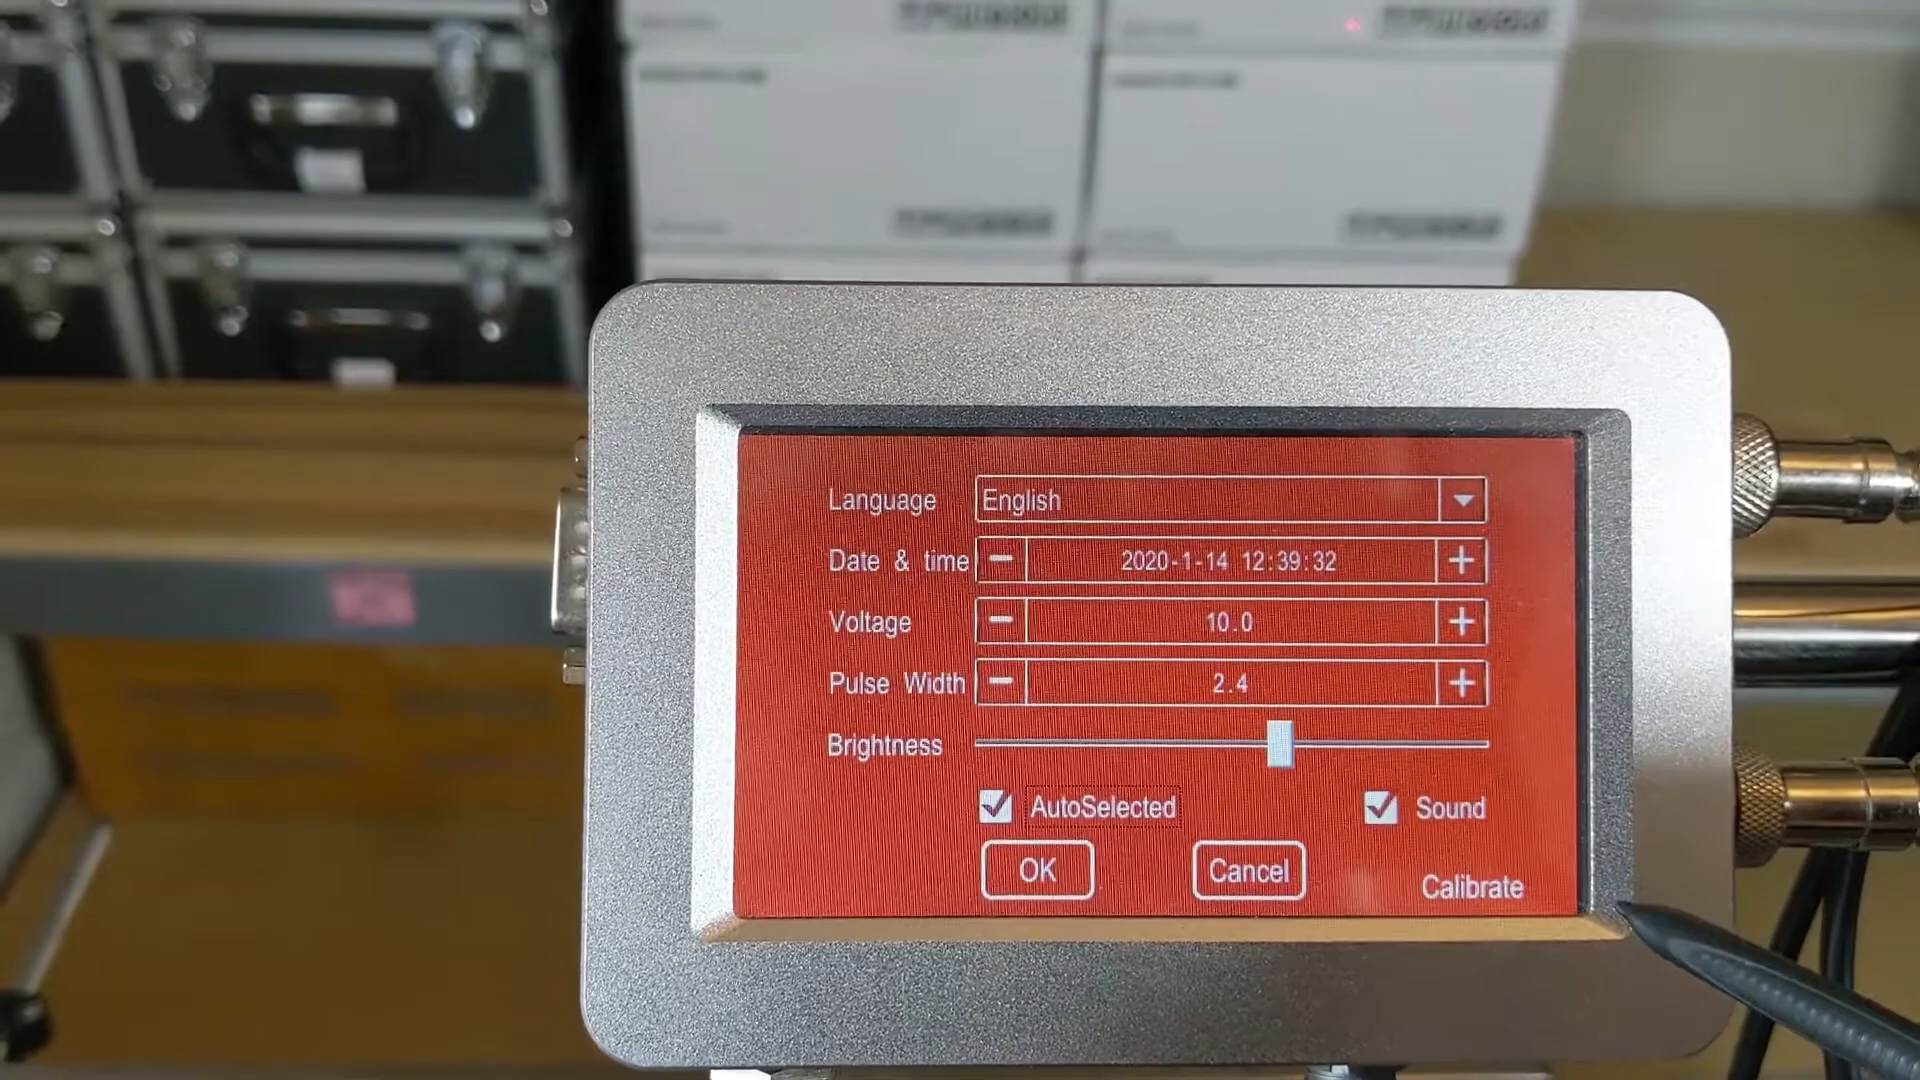 Language English
Date & time − 2020-1-14 12:39:32 +
Voltage − 10.0 +
Pulse Width − 2.4 +
Brightness
AutoSelected Sound
OK Cancel Calibrate